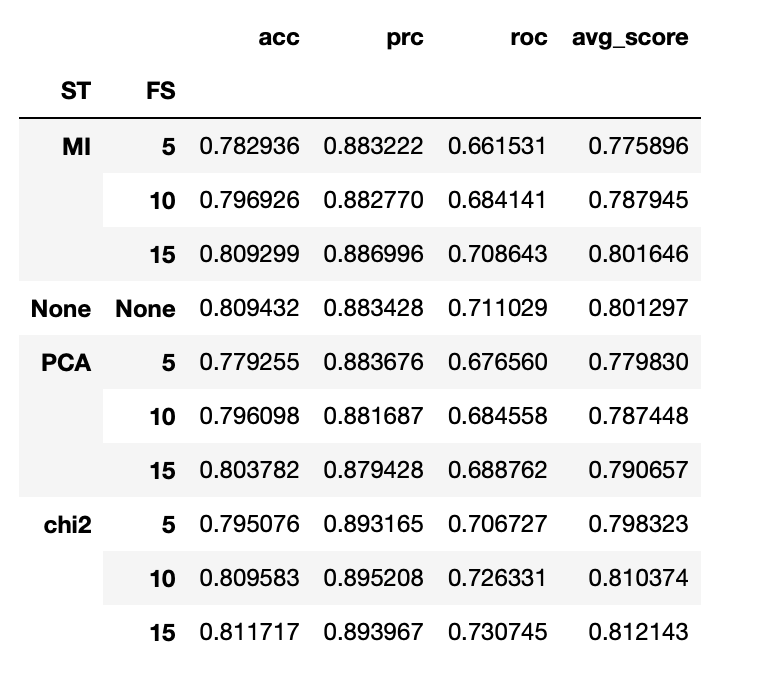 acc prc roc avg_score
ST FS
MI 5 0.782936 0.883222 0.661531 0.775896
10 0.796926 0.882770 0.684141 0.787945
15 0.809299 0.886996 0.708643 0.801646
None None 0.809432 0.883428 0.711029 0.801297
PCA 5 0.779255 0.883676 0.676560 0.779830
10 0.796098 0.881687 0.684558 0.787448
15 0.803782 0.879428 0.688762 0.790657
chi2 5 0.795076 0.893165 0.706727 0.798323
10 0.809583 0.895208 0.726331 0.810374
15 0.811717 0.893967 0.730745 0.812143